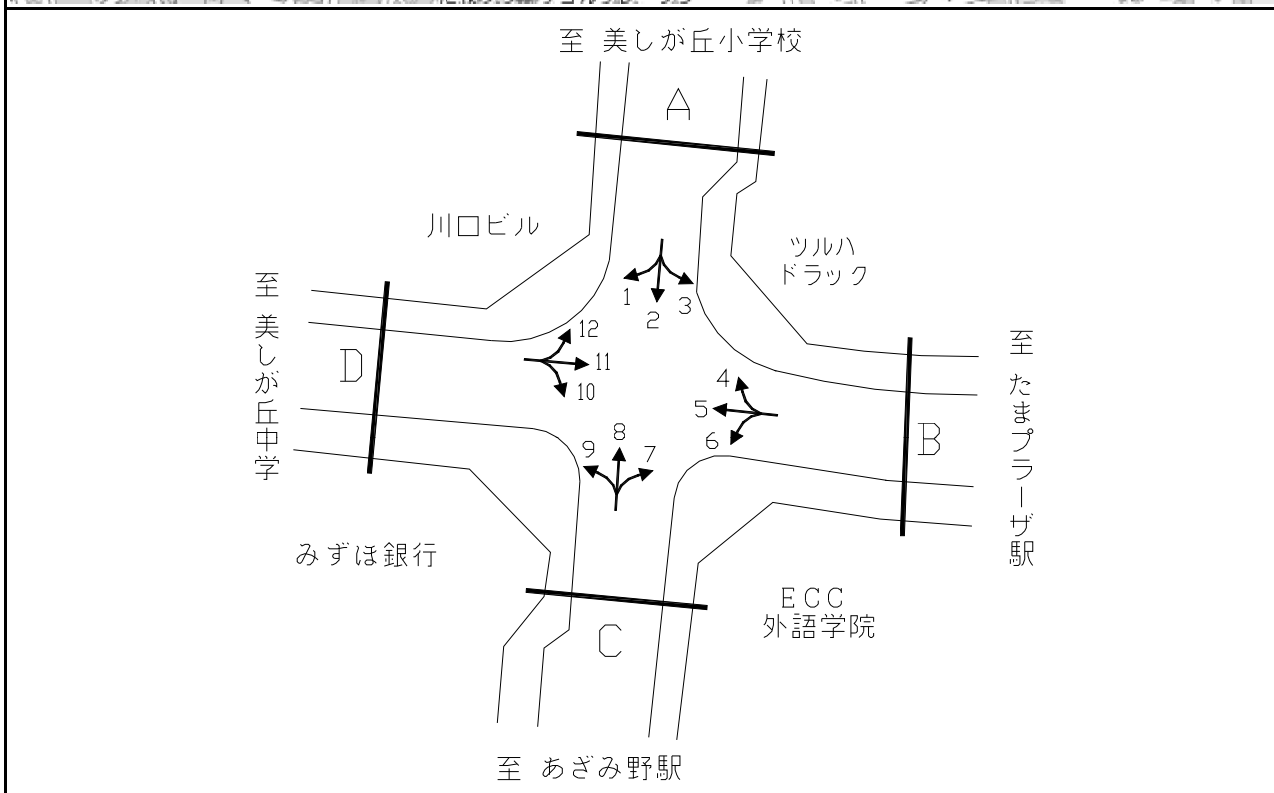 至 美しが丘小学校
A
川口ビル
ツルハ
ドラック
至 美しが丘中学
至 たまプラーザ駅
1
2
3
12
11
10
D
4
5
6
B
8
9
7
みずほ銀行
ECC
外語学院
C
至 あざみ野駅